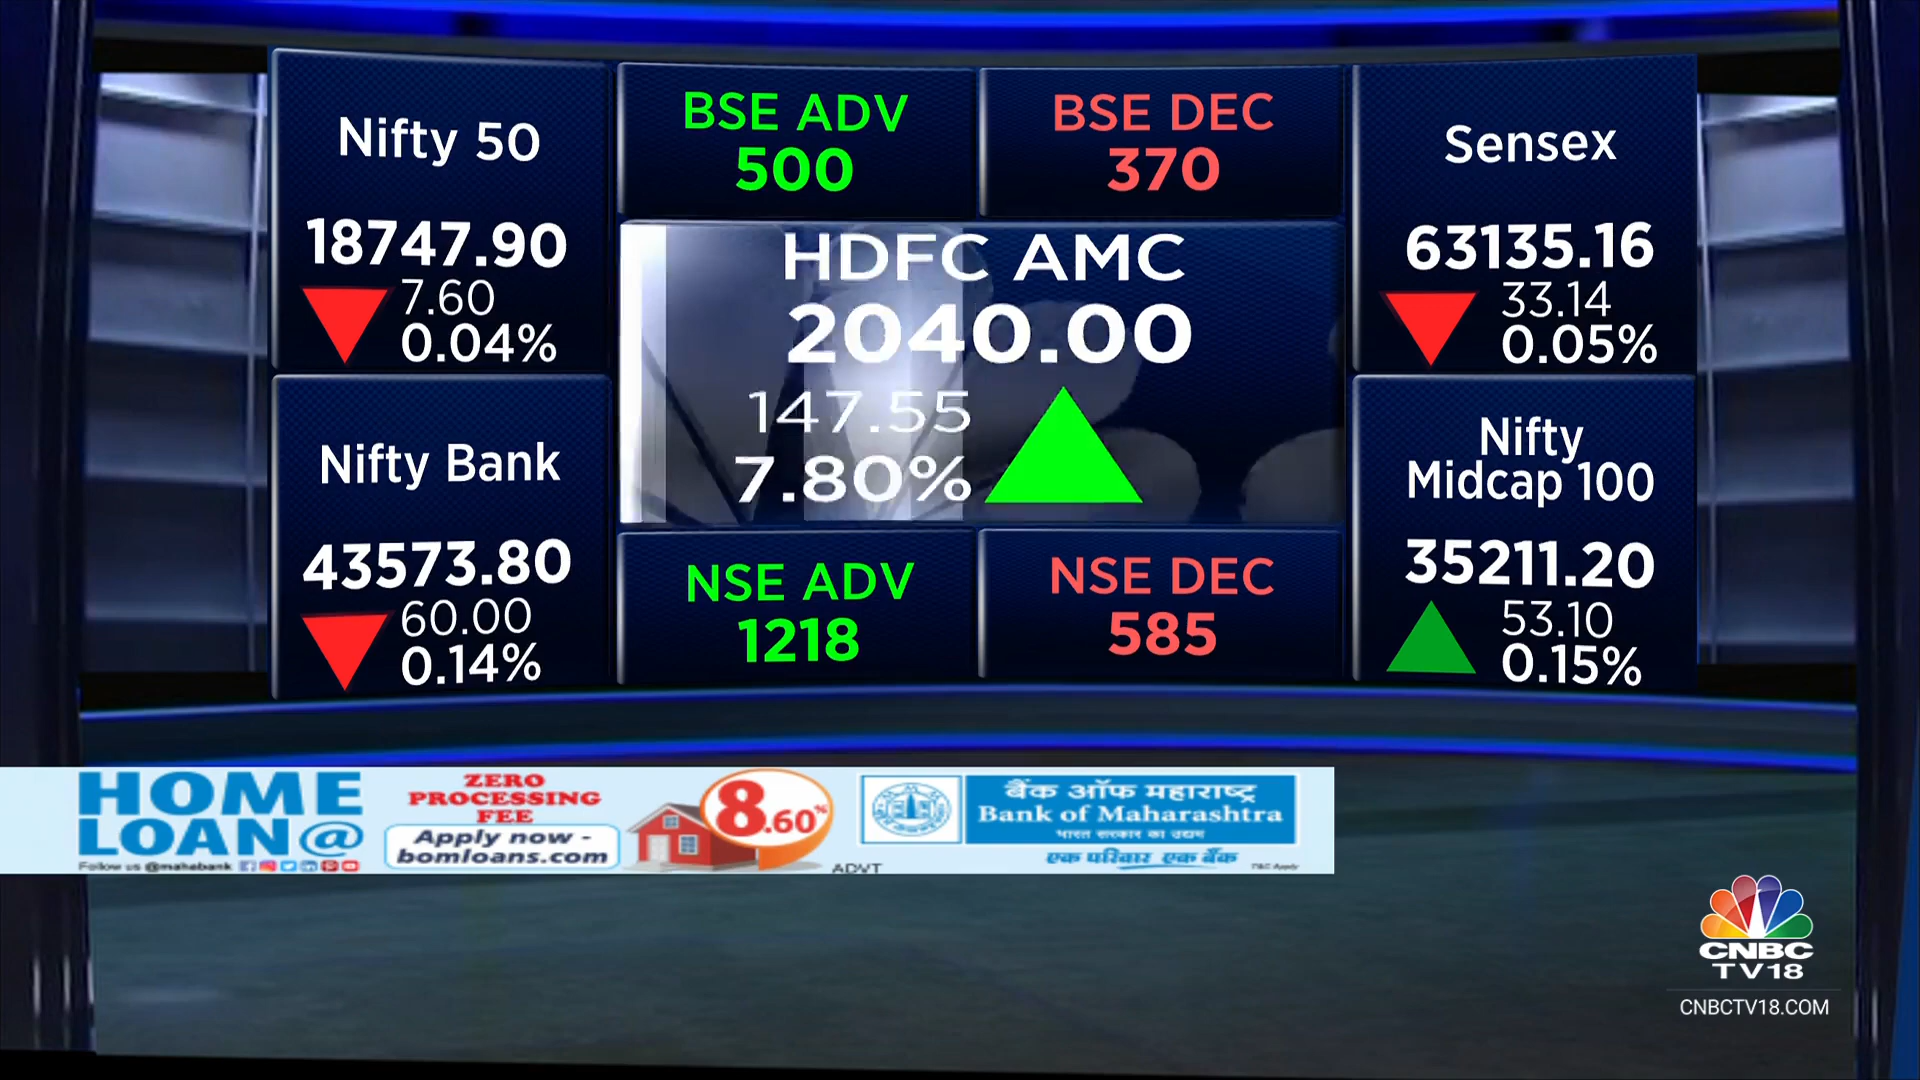 Nifty 50
18747.90
7.60
0.04%
BSE ADV
500
BSE DEC
370
Sensex
63135.16
33.14
0.05%
HDFC AMC
2040.00
147.55
7.80%
Nifty Bank
43573.80
60.00
0.14%
NSE ADV
1218
NSE DEC
585
Nifty
Midcap 100
35211.20
53.10
0.15%
HOME
LOAN@
Follow us @mahabank
ZERO
PROCESSING
FEE
Apply now -
bomloans.com
8.60%
ADVT
बैंक ऑफ महाराष्ट्र
Bank of Maharashtra
भारत सरकार का उद्यम
एक परिवार एक बैंक
T&C Apply
CNBC
TV18
CNBCTV18.COM